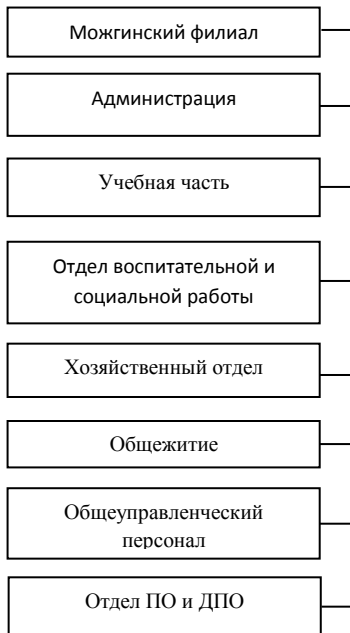 Можгинский филиал
Администрация
Учебная часть
Отдел воспитательной и
социальной работы
Хозяйственный отдел
Общежитие
Общеуправленческий
персонал
Отдел ПО и ДПО